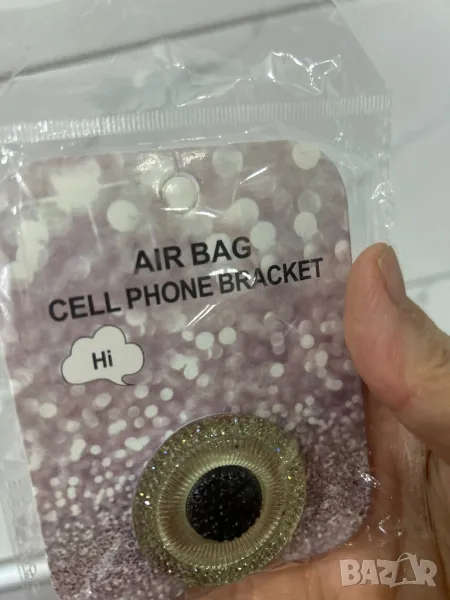 AIR BAG
CELL PHONE BRACKET
Hi
BAZAR